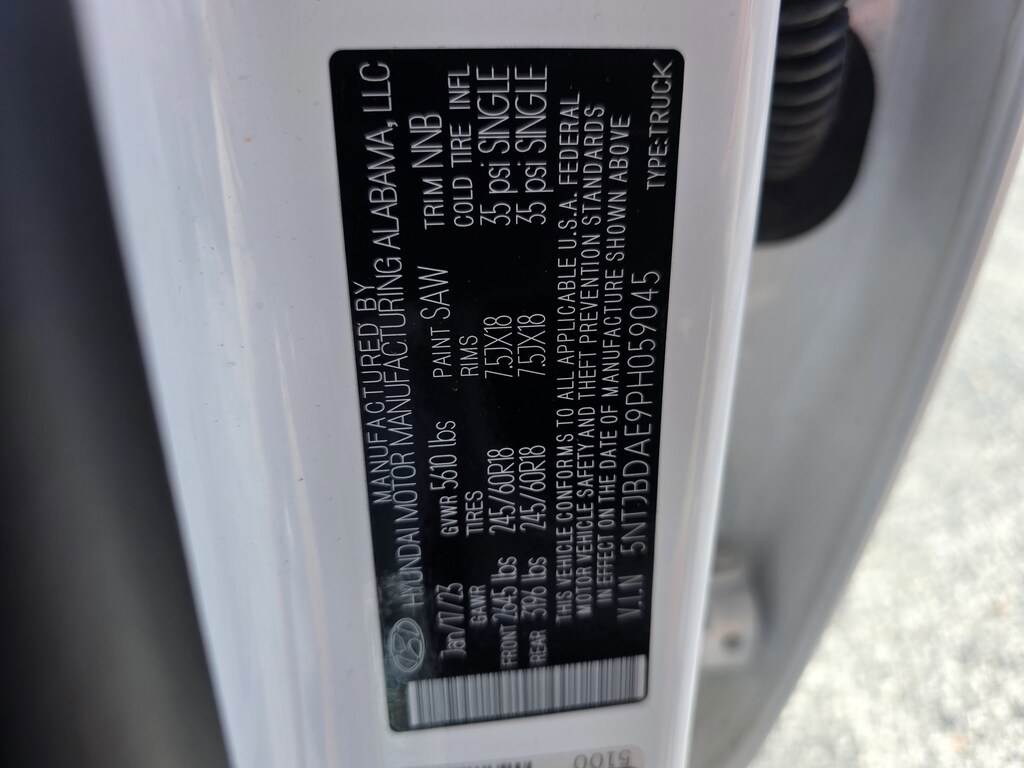 MANUFACTURED BY
HYUNDAI MOTOR MANUFACTURING ALABAMA, LLC
Jan/17/23 GVWR 5610 lbs PAINT SAW TRIM NNB
GAWR TIRES RIMS COLD TIRE INFL
FRONT 2645 lbs 245/60R18 7.5JX18 35 psi SINGLE
REAR 3196 lbs 245/60R18 7.5JX18 35 psi SINGLE
THIS VEHICLE CONFORMS TO ALL APPLICABLE U.S.A. FEDERAL
MOTOR VEHICLE SAFETY AND THEFT PREVENTION STANDARDS
IN EFFECT ON THE DATE OF MANUFACTURE SHOWN ABOVE
V.I.N 5NTJBDAE9PH059045 TYPE:TRUCK
5100